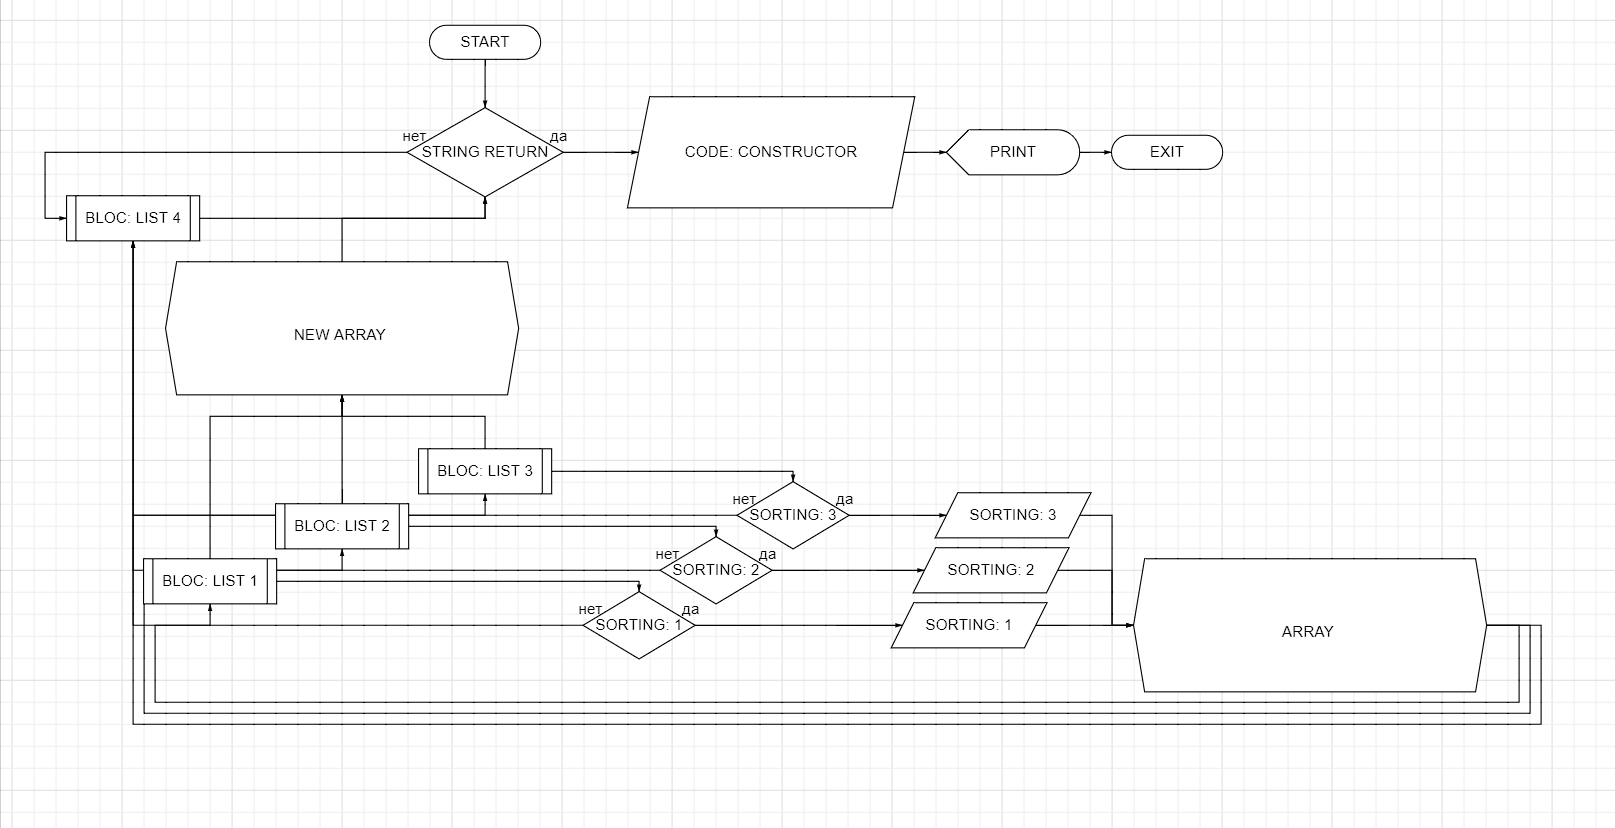 START
нет
да
STRING RETURN
CODE: CONSTRUCTOR
PRINT
EXIT
BLOC: LIST 4
NEW ARRAY
BLOC: LIST 3
нет
да
SORTING: 3
SORTING: 3
BLOC: LIST 2
нет
да
SORTING: 2
SORTING: 2
BLOC: LIST 1
нет
да
SORTING: 1
SORTING: 1
ARRAY